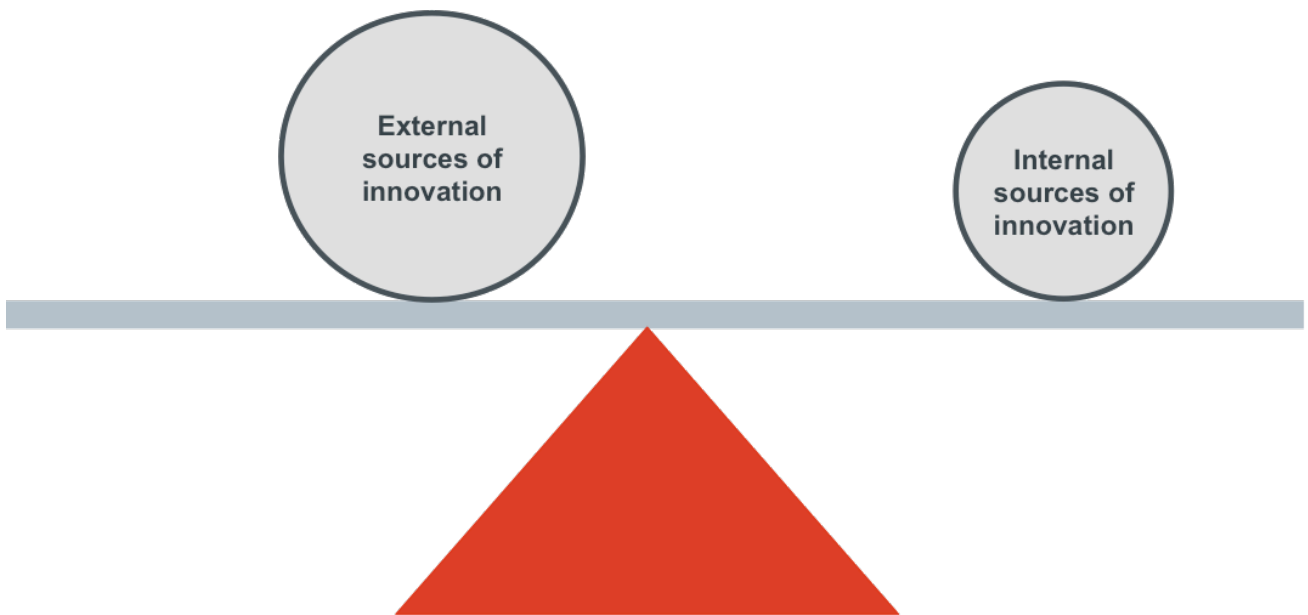 External
sources of
innovation
Internal
sources of
innovation